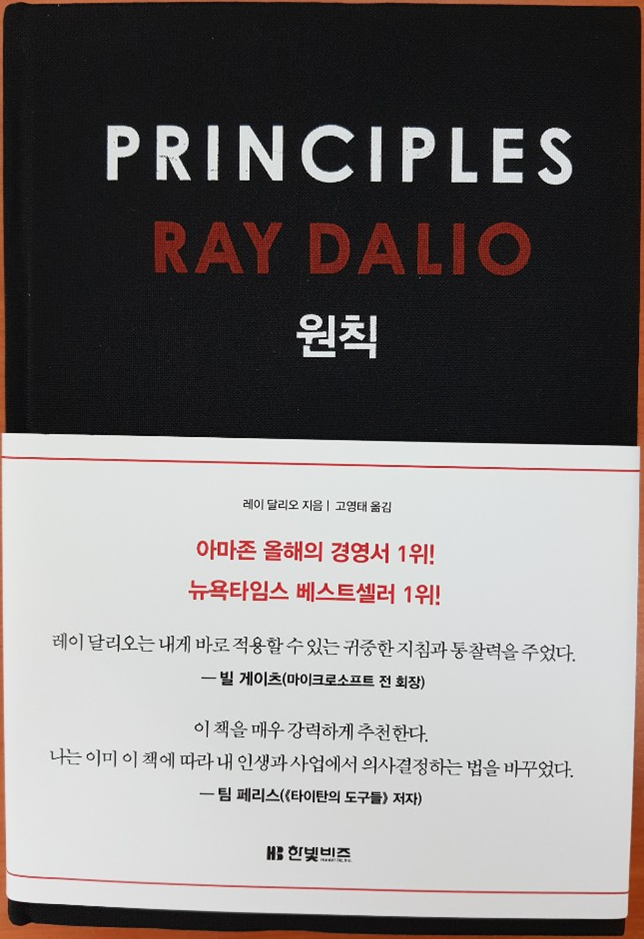 PRINCIPLES
RAY DALIO
원칙
레이 달리오 지음 | 고영태 옮김
아마존 올해의 경영서 1위!
뉴욕타임스 베스트셀러 1위!
레이 달리오는 내게 바로 적용할 수 있는 귀중한 지침과 통찰력을 주었다.
— 빌 게이츠(마이크로소프트 전 회장)
이 책을 매우 강력하게 추천한다.
나는 이미 이 책에 따라 내 인생과 사업에서 의사결정하는 법을 바꾸었다.
— 팀 페리스(《타이탄의 도구들》 저자)
HB 한빛비즈